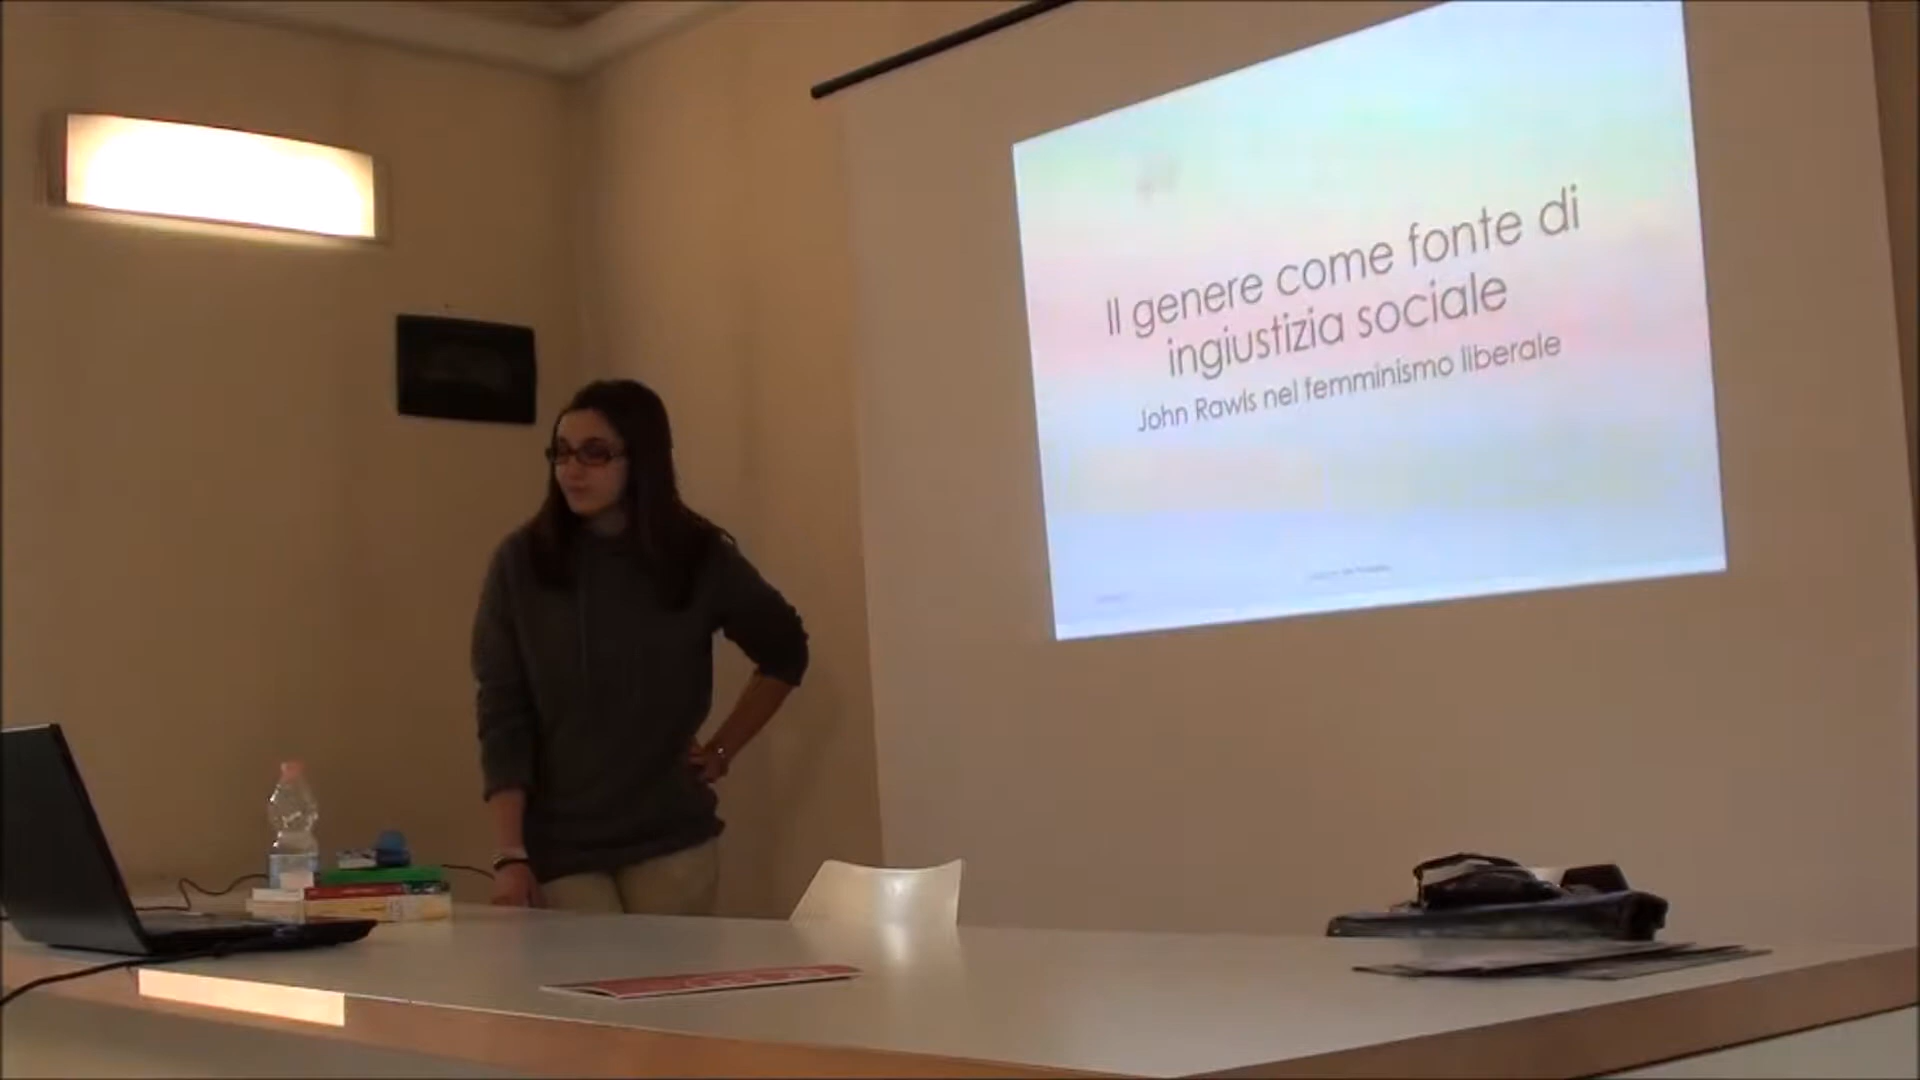 Il genere come fonte di
ingiustizia sociale
John Rawls nel femminismo liberale